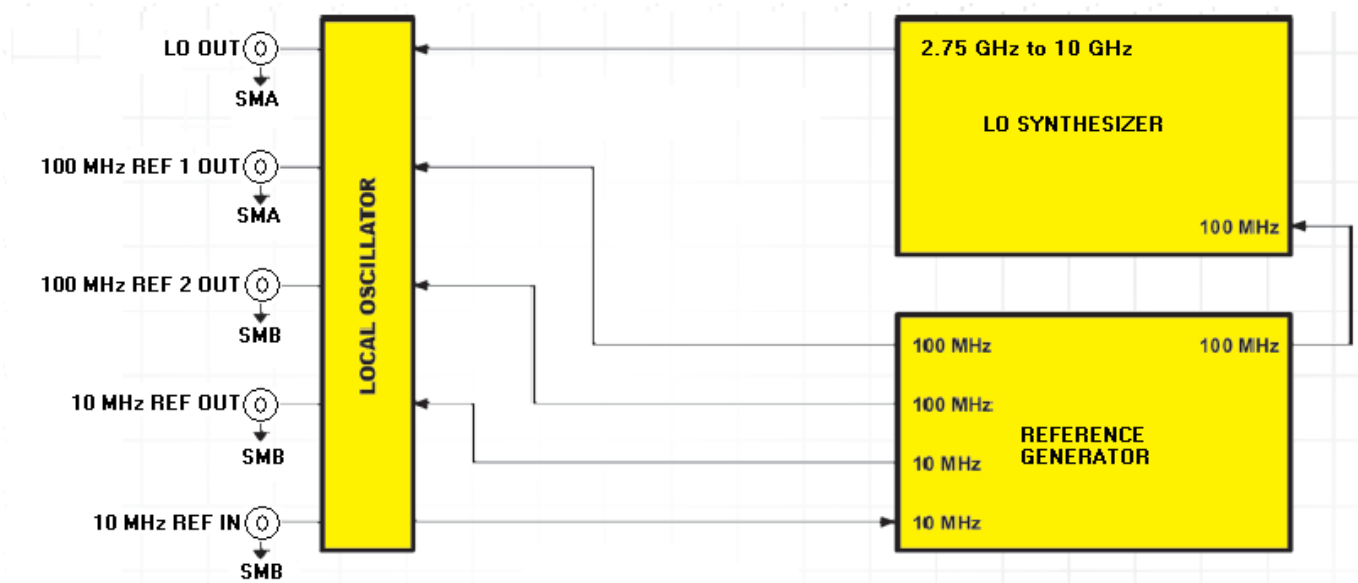 LO OUT
SMA
100 MHz REF 1 OUT
SMA
100 MHz REF 2 OUT
SMB
10 MHz REF OUT
SMB
10 MHz REF IN
SMB
LOCAL OSCILLATOR
2.75 GHz to 10 GHz
LO SYNTHESIZER
100 MHz
100 MHz
100 MHz
100 MHz
10 MHz
REFERENCE
GENERATOR
10 MHz